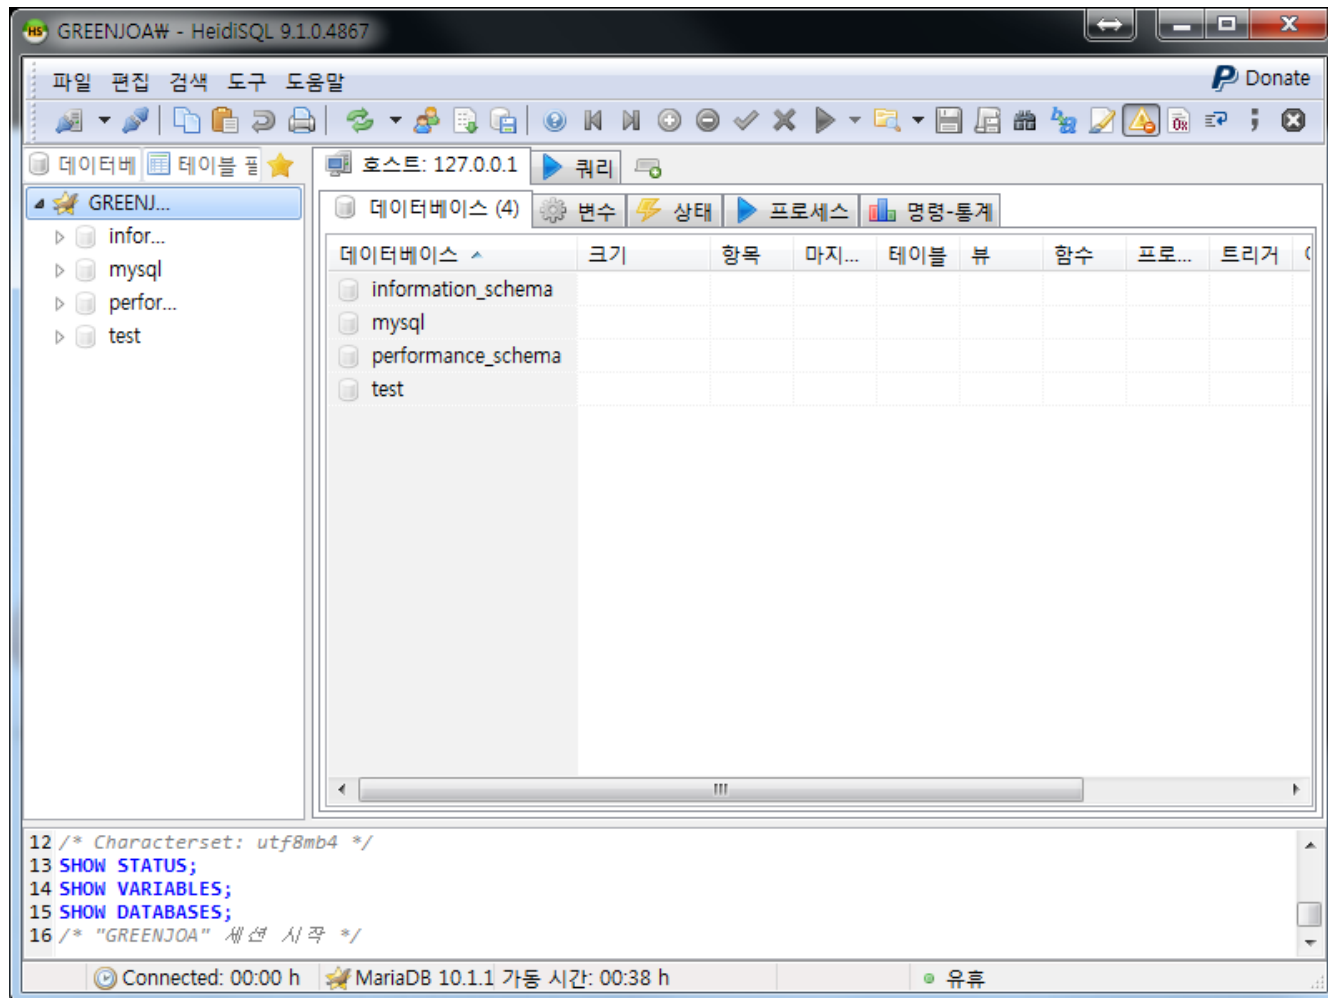 GREENJOA₩ - HeidiSQL 9.1.0.4867
파일 편집 검색 도구 도움말
Donate
데이터베 테이블 필
호스트: 127.0.0.1 쿼리
GREENJ...
infor...
mysql
perfor...
test
데이터베이스 (4) 변수 상태 프로세스 명령-통계
데이터베이스 크기 항목 마지... 테이블 뷰 함수 프로... 트리거
information_schema
mysql
performance_schema
test
12 /* Characterset: utf8mb4 */
13 SHOW STATUS;
14 SHOW VARIABLES;
15 SHOW DATABASES;
16 /* "GREENJOA" 세션 시작 */
Connected: 00:00 h MariaDB 10.1.1 가동 시간: 00:38 h 유휴